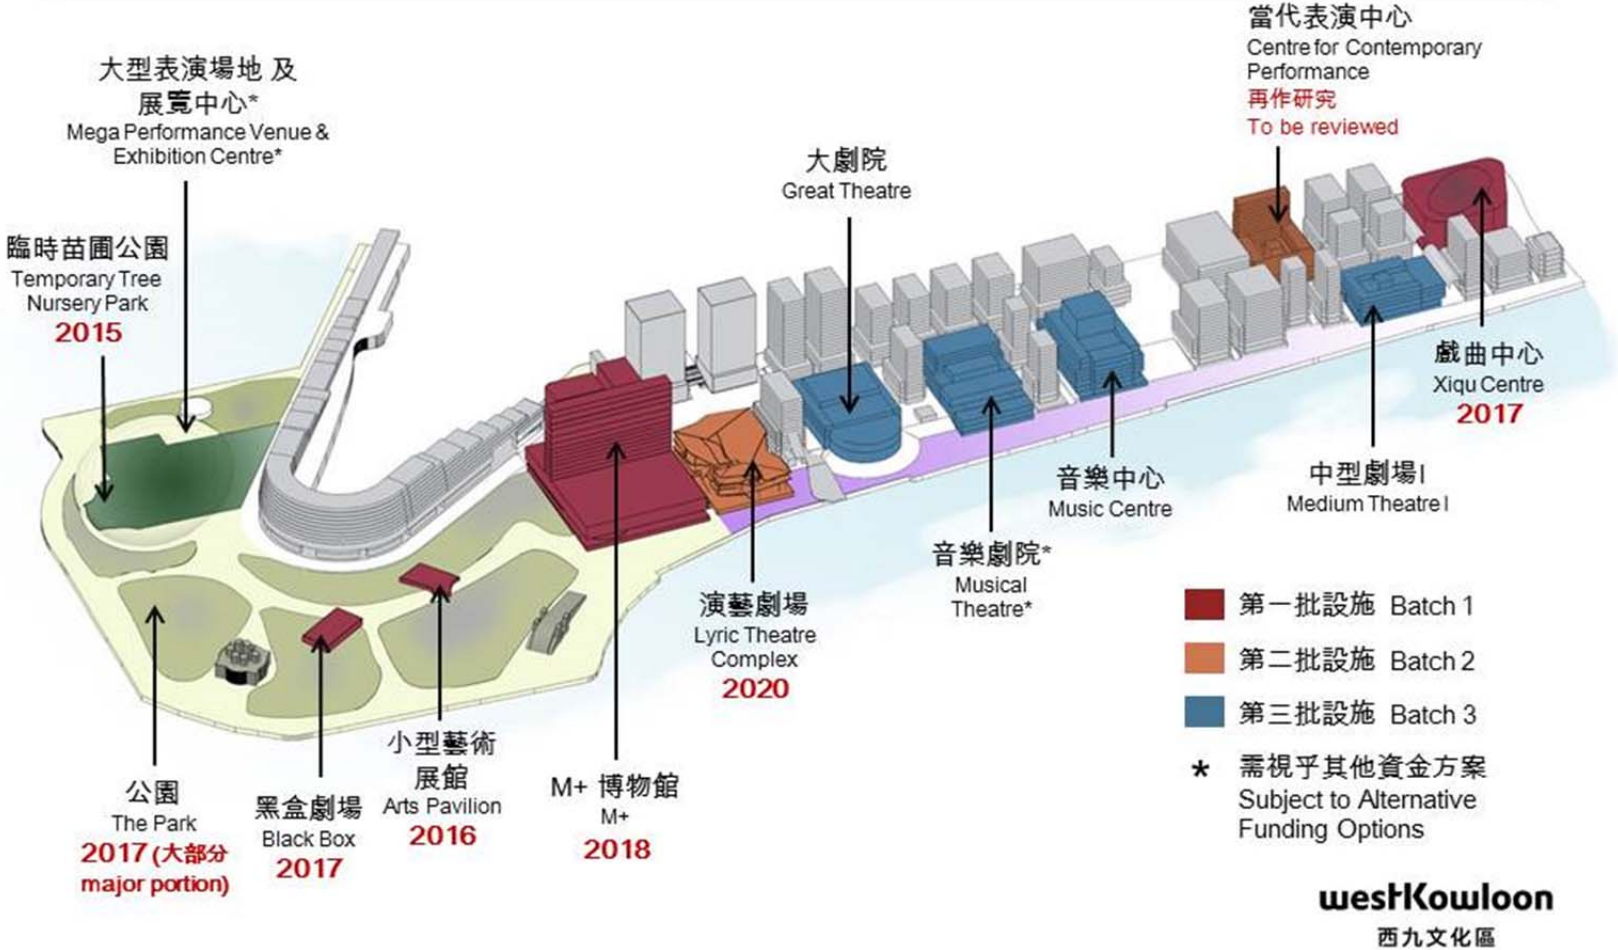 大型表演場地 及
展覽中心*
Mega Performance Venue &
Exhibition Centre*
臨時苗圃公園
Temporary Tree
Nursery Park
2015
大劇院
Great Theatre
當代表演中心
Centre for Contemporary
Performance
再作研究
To be reviewed
戲曲中心
Xiqu Centre
2017
中型劇場I
Medium Theatre I
音樂中心
Music Centre
音樂劇院*
Musical
Theatre*
演藝劇場
Lyric Theatre
Complex
2020
M+ 博物館
M+
2018
小型藝術
展館
Arts Pavilion
2016
黑盒劇場
Black Box
2017
公園
The Park
2017 (大部分
major portion)
第一批設施 Batch 1
第二批設施 Batch 2
第三批設施 Batch 3
* 需視乎其他資金方案
Subject to Alternative
Funding Options
westKowloon
西九文化區